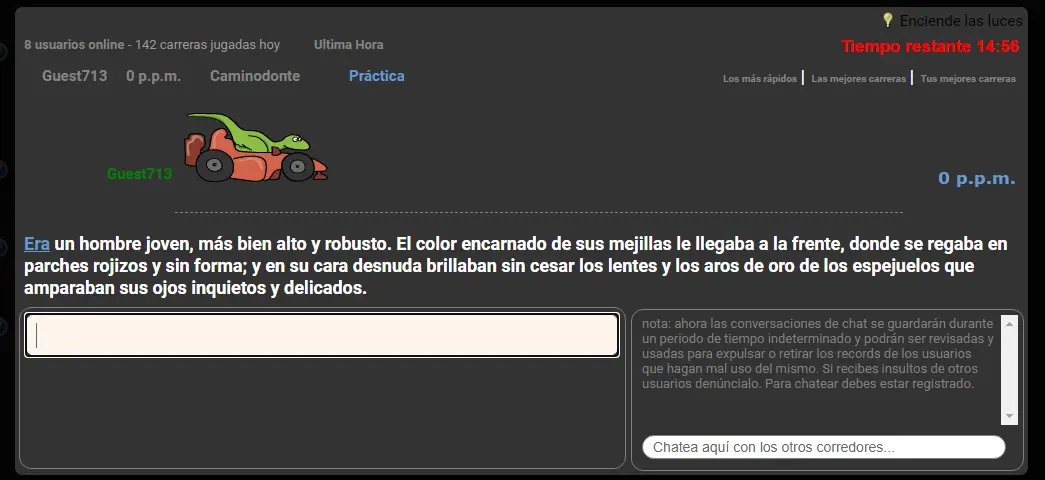 Enciende las luces
8 usuarios online - 142 carreras jugadas hoy Ultima Hora
Tiempo restante 14:56
Guest713 0 p.p.m. Caminodonte Práctica
Los más rápidos | Las mejores carreras | Tus mejores carreras
Guest713
0 p.p.m.
Era un hombre joven, más bien alto y robusto. El color encarnado de sus mejillas le llegaba a la frente, donde se regaba en
parches rojizos y sin forma; y en su cara desnuda brillaban sin cesar los lentes y los aros de oro de los espejuelos que
amparaban sus ojos inquietos y delicados.
nota: ahora las conversaciones de chat se guardarán durante
un periodo de tiempo indeterminado y podrán ser revisadas y
usadas para expulsar o retirar los records de los usuarios
que hagan mal uso del mismo. Si recibes insultos de otros
usuarios denúncialo. Para chatear debes estar registrado.
Chatea aquí con los otros corredores...